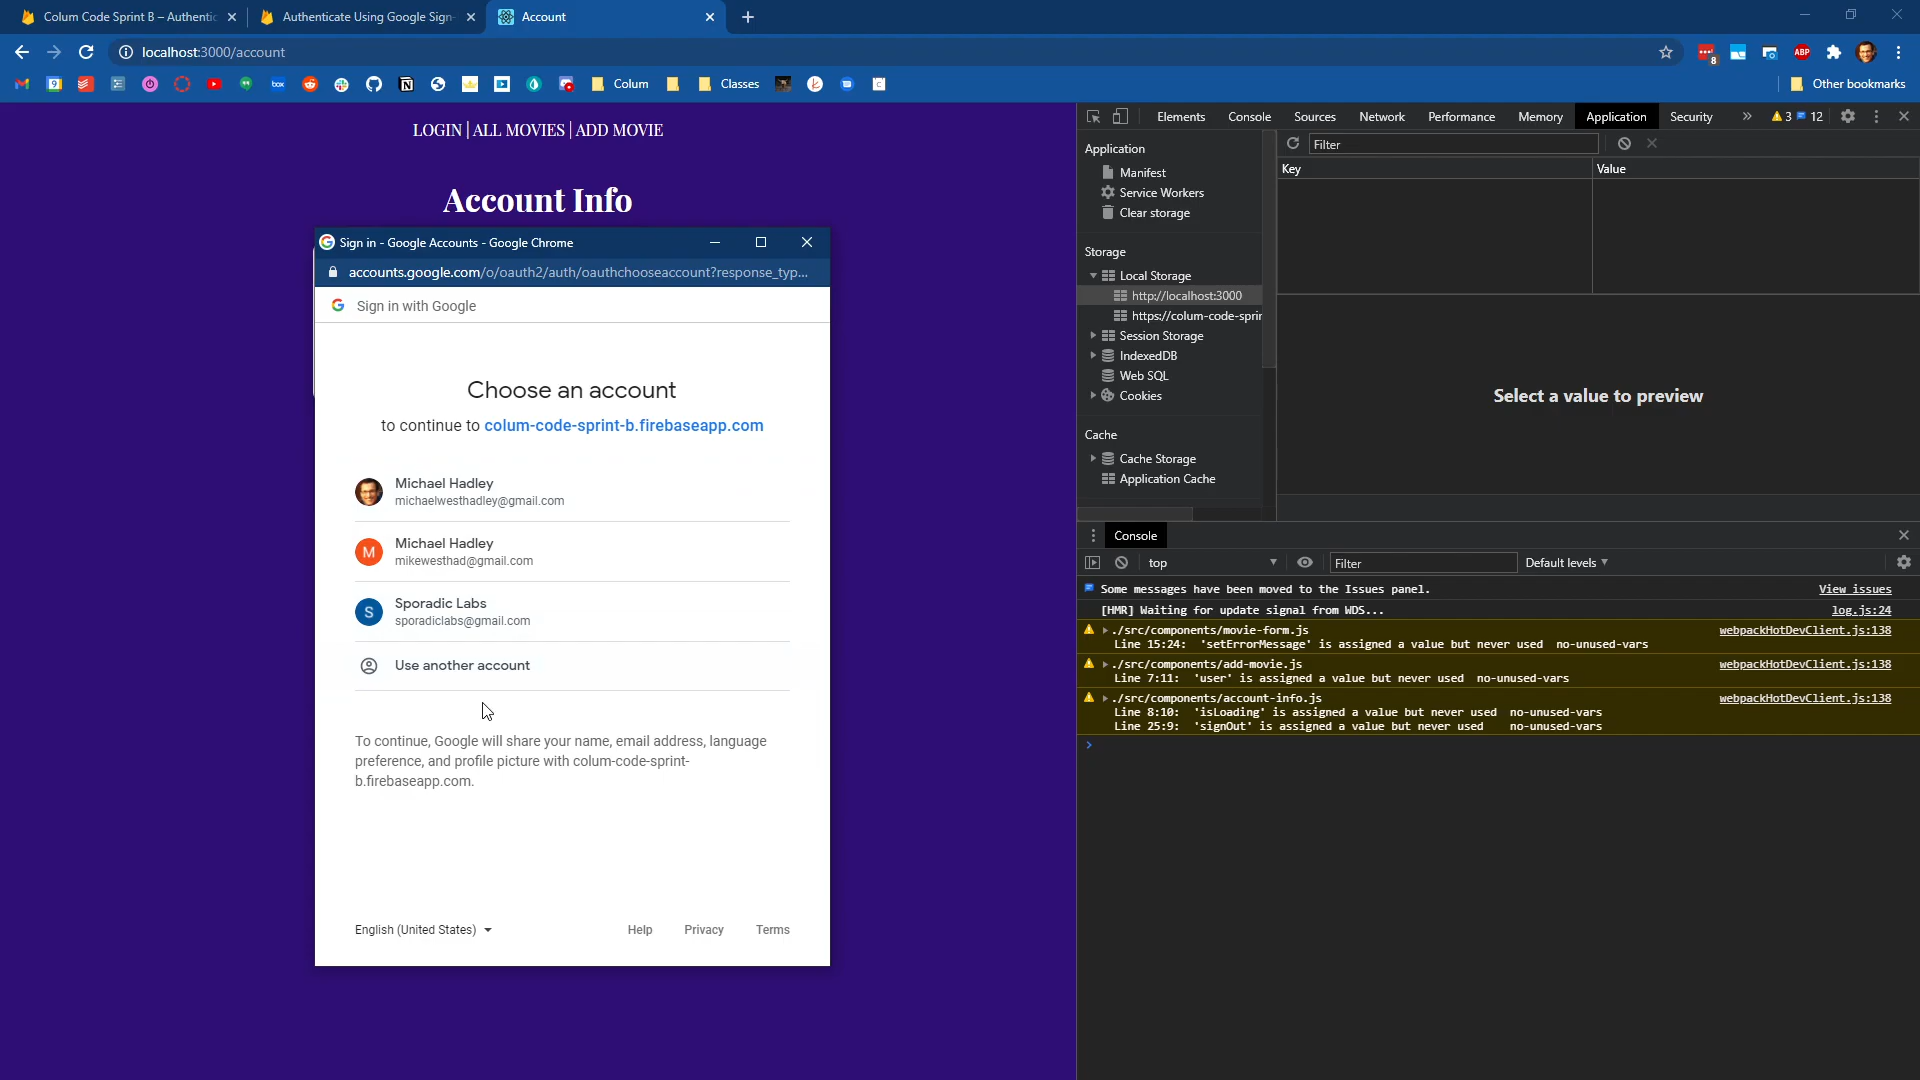 Colum Code Sprint B – Authentic
Authenticate Using Google Sign-
Account
localhost:3000/account
8
ABP
9
box
N
Colum
Classes
C
Other bookmarks
LOGIN | ALL MOVIES | ADD MOVIE
Account Info
Sign in - Google Accounts - Google Chrome
accounts.google.com/o/oauth2/auth/oauthchooseaccount?response_typ...
Sign in with Google
Choose an account
to continue to colum-code-sprint-b.firebaseapp.com
Michael Hadley
michaelwesthadley@gmail.com
M
Michael Hadley
mikewesthad@gmail.com
S
Sporadic Labs
sporadiclabs@gmail.com
Use another account
To continue, Google will share your name, email address, language
preference, and profile picture with colum-code-sprint-
b.firebaseapp.com.
English (United States)
Help
Privacy
Terms
Elements
Console
Sources
Network
Performance
Memory
Application
Security
»
3
12
Application
Manifest
Service Workers
Clear storage
Storage
Local Storage
http://localhost:3000
https://colum-code-sprin
Session Storage
IndexedDB
Web SQL
Cookies
Cache
Cache Storage
Application Cache
Filter
Key
Value
Select a value to preview
Console
top
Filter
Default levels
Some messages have been moved to the Issues panel.
View issues
[HMR] Waiting for update signal from WDS...
log.js:24
./src/components/movie-form.js
webpackHotDevClient.js:138
Line 15:24: 'setErrorMessage' is assigned a value but never used no-unused-vars
./src/components/add-movie.js
webpackHotDevClient.js:138
Line 7:11: 'user' is assigned a value but never used no-unused-vars
./src/components/account-info.js
webpackHotDevClient.js:138
Line 8:10: 'isLoading' is assigned a value but never used no-unused-vars
Line 25:9: 'signOut' is assigned a value but never used no-unused-vars